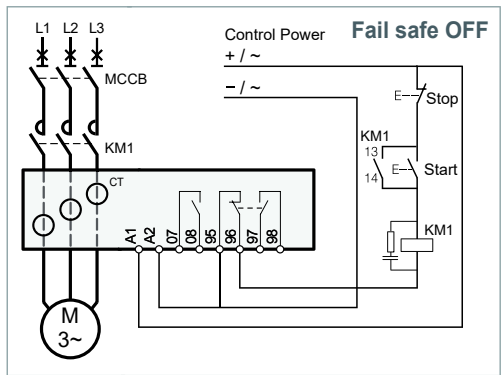 Fail safe OFF
L1 L2 L3
Control Power
+ / ~
− / ~
MCCB
E
Stop
KM1
KM1
13
14
E
Start
CT
A1
A2
07
08
95
96
97
98
KM1
M
3~